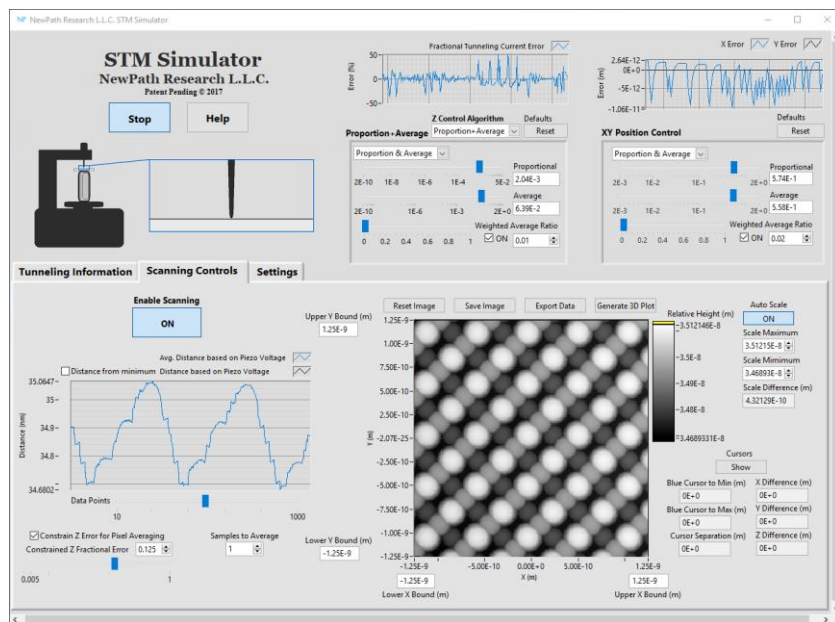 NewPath Research L.L.C. STM Simulator
STM Simulator
NewPath Research L.L.C.
Patent Pending © 2017
Stop
Help
Fractional Tunneling Current Error
50
0
-50
Error (%)
Z Control Algorithm
Defaults
Proportion+Average
Proportion+Average
Reset
Proportion & Average
Proportional
2E-10 1E-8 1E-6 1E-4 5E-2
2.04E-3
Average
2E-10 1E-6 1E-3 2E+0
6.39E-2
Weighted Average Ratio
0 0.2 0.4 0.6 0.8 1
ON
0.01
X Error
Y Error
2.64E-12
0E+0
-5E-12
-1.06E-11
Error (m)
Defaults
XY Position Control
Reset
Proportion & Average
Proportional
2E-3 1E-2 1E-1 2E+0
5.74E-1
Average
2E-3 1E-2 1E-1 2E+0
5.58E-1
Weighted Average Ratio
0 0.2 0.4 0.6 0.8 1
ON
0.02
Tunneling Information
Scanning Controls
Settings
Enable Scanning
ON
Avg. Distance based on Piezo Voltage
Distance from minimum
Distance based on Piezo Voltage
35.0647
35
34.9
34.8
34.6802
Distance (nm)
Data Points
10 1000
Constrain Z Error for Pixel Averaging
Constrained Z Fractional Error
0.125
0.005 1
Samples to Average
1
Upper Y Bound (m)
1.25E-9
Lower Y Bound (m)
-1.25E-9
Reset Image
Save Image
Export Data
Generate 3D Plot
1.25E-9
1.00E-9
7.50E-10
5.00E-10
2.50E-10
-2.07E-25
-2.50E-10
-5.00E-10
-7.50E-10
-1.00E-9
-1.25E-9
Y (m)
-1.25E-9 -5.00E-10 0.00E+0 5.00E-10 1.25E-9
X (m)
-1.25E-9
Lower X Bound (m)
1.25E-9
Upper X Bound (m)
Relative Height (m)
3.512146E-8
3.5E-8
3.49E-8
3.48E-8
3.4689331E-8
Auto Scale
ON
Scale Maximum
3.51215E-8
Scale Mimimum
3.46893E-8
Scale Difference (m)
4.32129E-10
Cursors
Show
Blue Cursor to Min (m)
0E+0
Blue Cursor to Max (m)
0E+0
Cursor Separation (m)
0E+0
X Difference (m)
0E+0
Y Difference (m)
0E+0
Z Difference (m)
0E+0